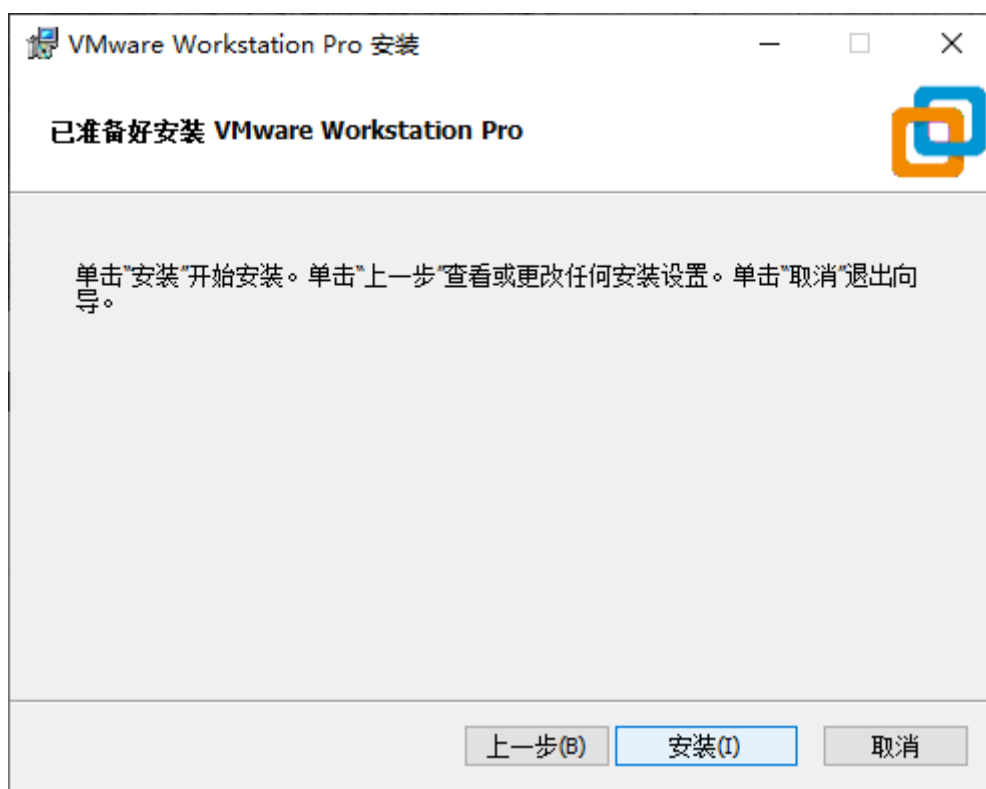 VMware Workstation Pro 安装
已准备好安装 VMware Workstation Pro
单击"安装"开始安装。单击"上一步"查看或更改任何安装设置。单击"取消"退出向
导。
上一步(B) 安装(I) 取消